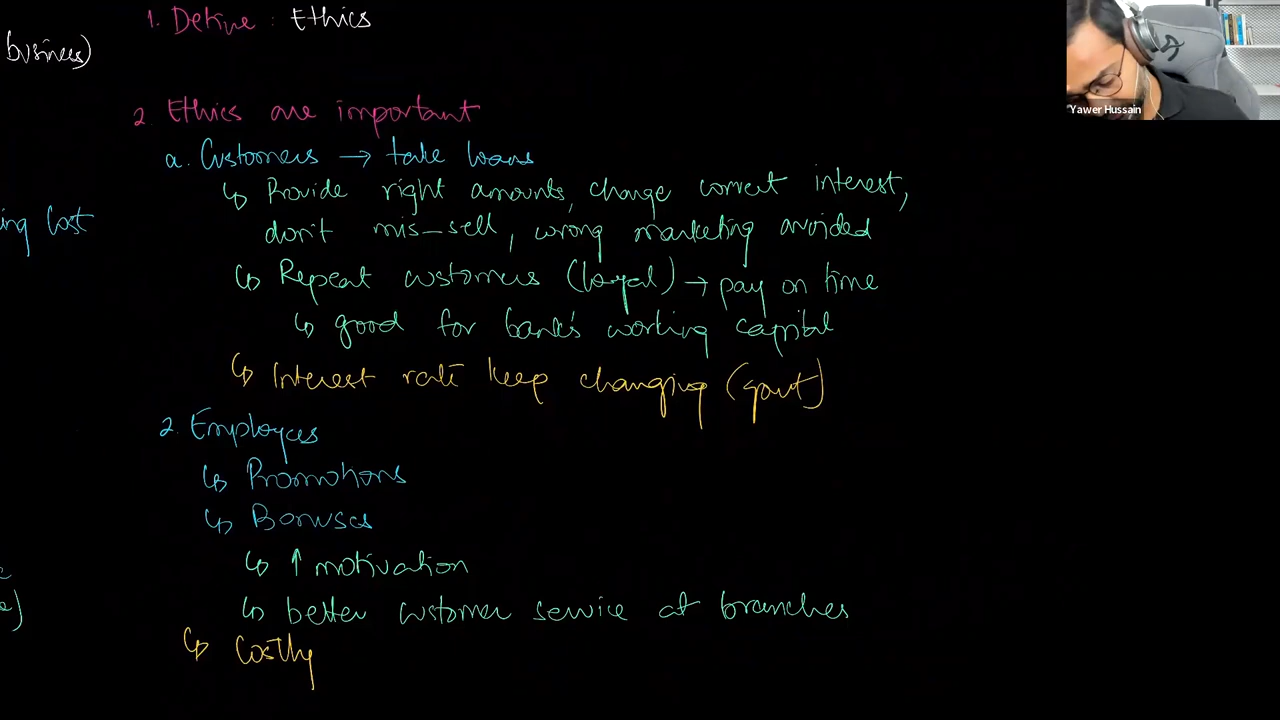 business)
1. Define : Ethics
2. Ethics are important
a. Customers → take loans
↳ Provide right amounts, change correct interest,
don't mis-sell, wrong marketing avoided
ing cost
↳ Repeat customers (loyal) → pay on time
↳ good for bank's working capital
↳ Interest rate keep changing (govt)
2. Employees
↳ Promotions
↳ Bonuses
↳ ↑ motivation
↳ better customer service at branches
↳ Costly
Yawer Hussain